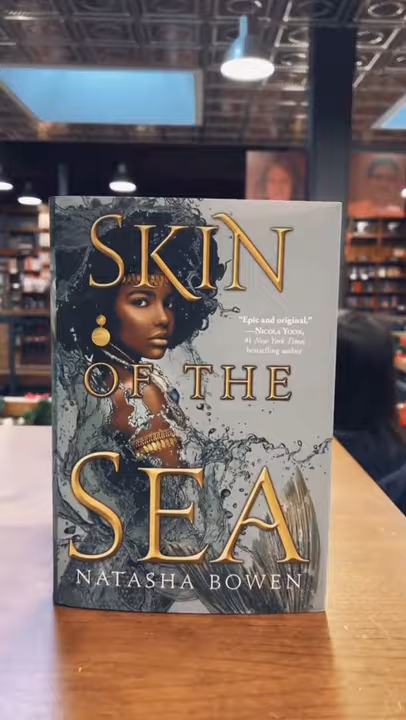 SKIN
"Epic and original."
—NICOLA YOON,
#1 New York Times
bestselling author
OF THE
SEA
NATASHA BOWEN